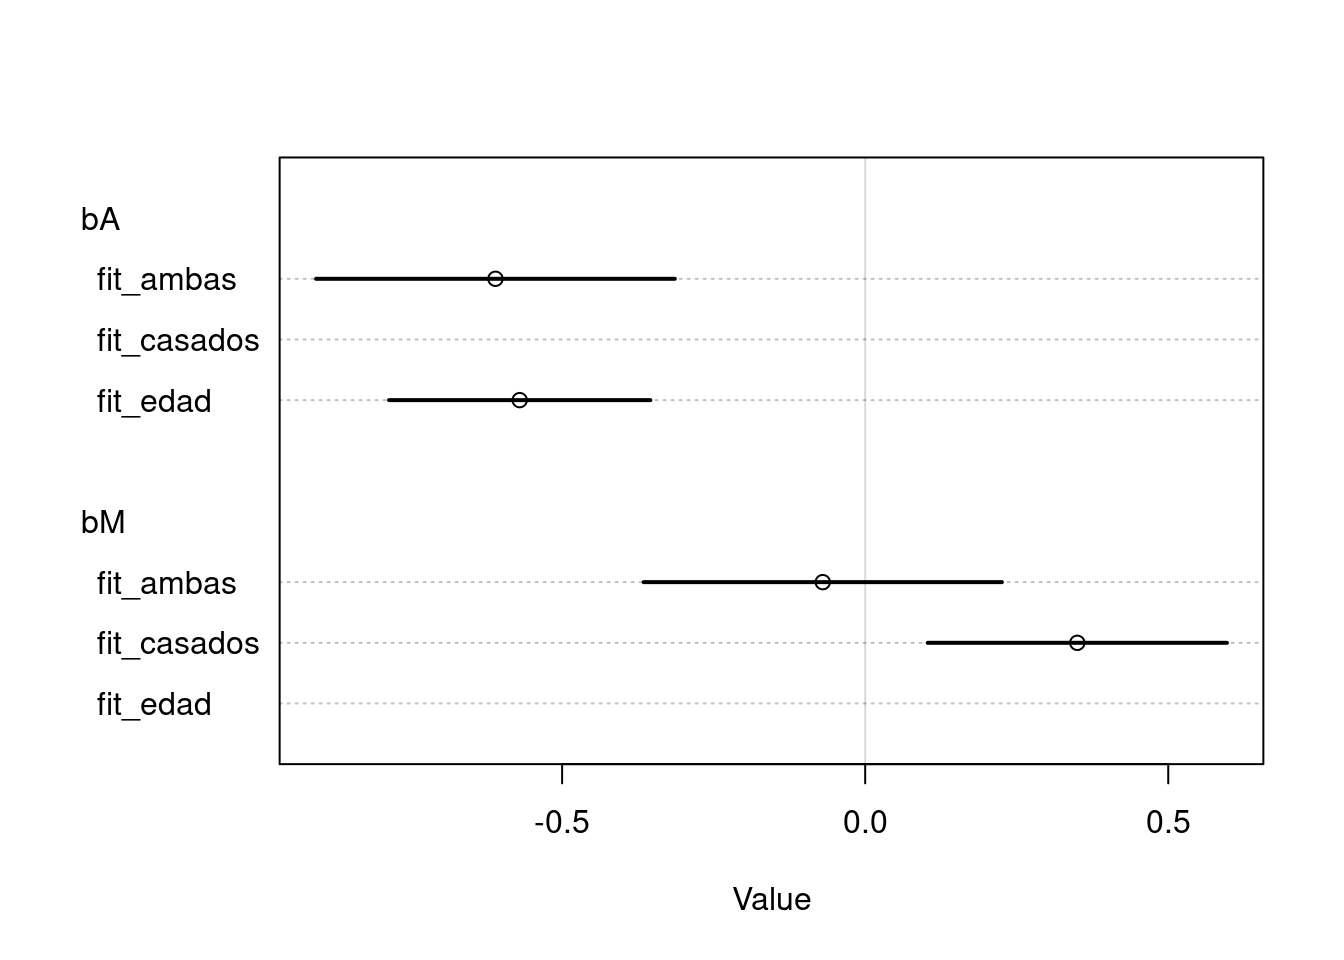 bA
fit_ambas
fit_casados
fit_edad
bM
fit_ambas
fit_casados
fit_edad
-0.5 0.0 0.5
Value